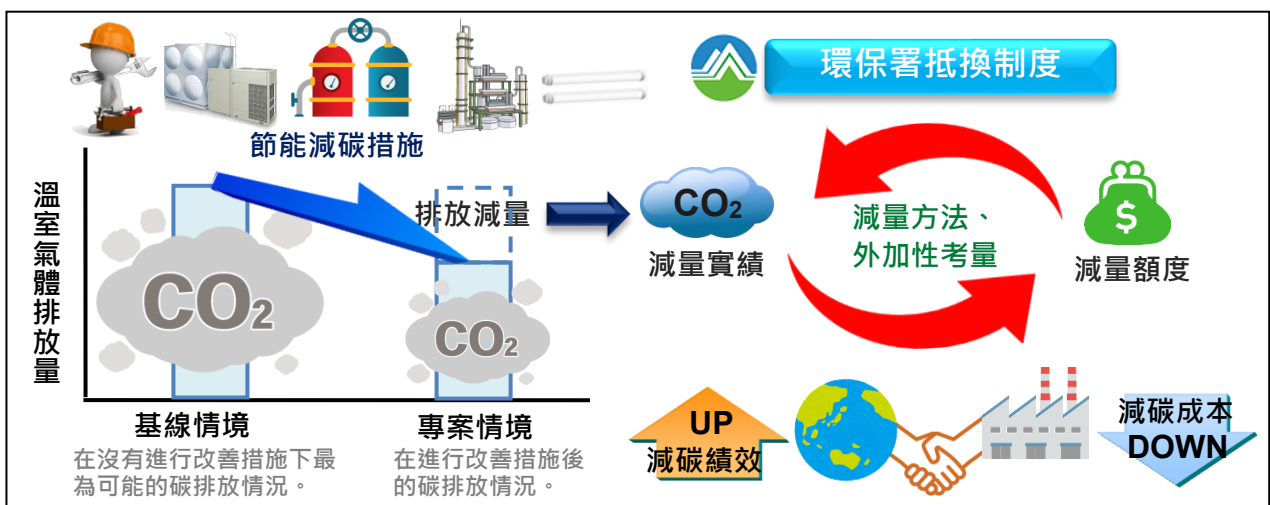 環保署抵換制度
節能減碳措施
溫室氣體排放量
排放減量
CO₂
CO₂
基線情境
在沒有進行改善措施下最
為可能的碳排放情況。
專案情境
在進行改善措施後
的碳排放情況。
CO₂
減量實績
減量方法、
外加性考量
$
減量額度
UP
減碳績效
減碳成本
DOWN